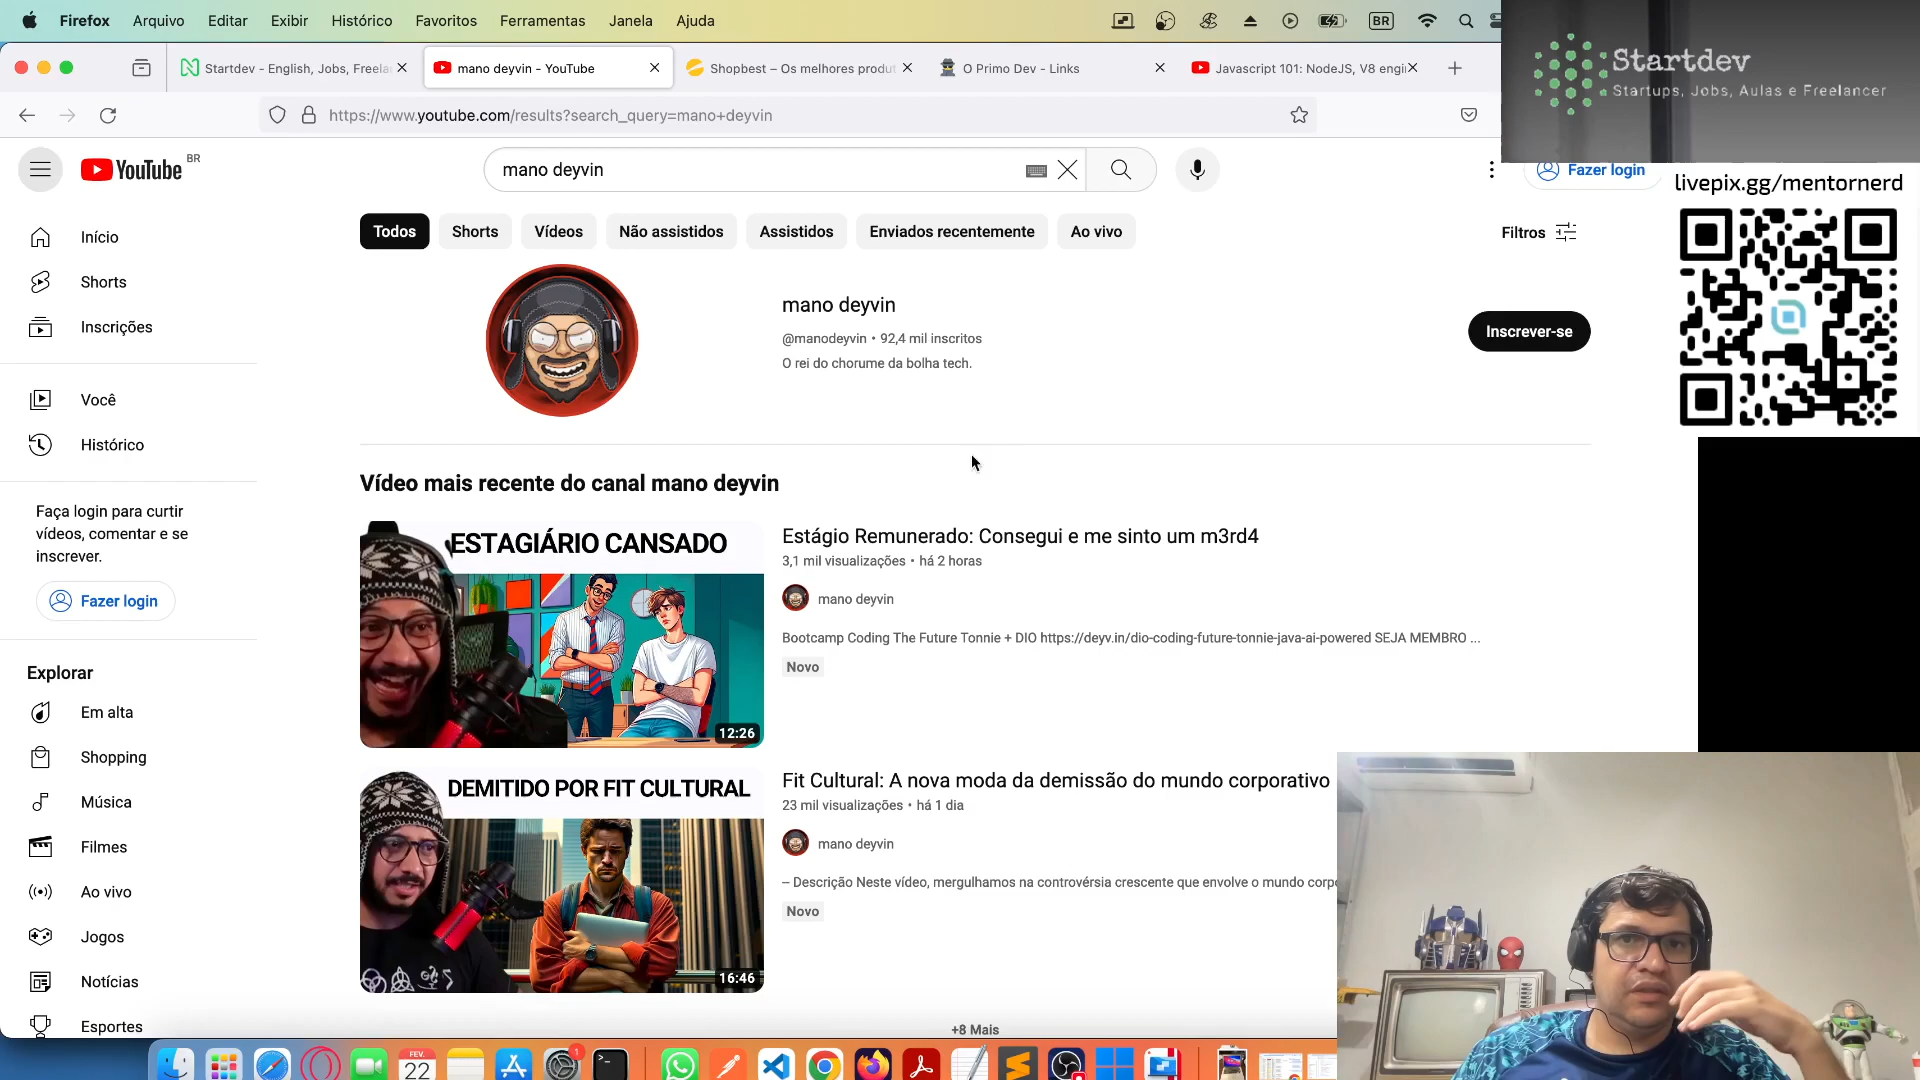 Firefox Arquivo Editar Exibir Histórico Favoritos Ferramentas Janela Ajuda
BR
Startdev - English, Jobs, Freela
mano deyvin - YouTube
Shopbest – Os melhores produt
O Primo Dev - Links
Javascript 101: NodeJS, V8 engi
https://www.youtube.com/results?search_query=mano+deyvin
Startdev
Startups, Jobs, Aulas e Freelancer
YouTube BR
mano deyvin
Fazer login
livepix.gg/mentornerd
Todos
Shorts
Vídeos
Não assistidos
Assistidos
Enviados recentemente
Ao vivo
Filtros
Início
Shorts
Inscrições
Você
Histórico
Faça login para curtir
vídeos, comentar e se
inscrever.
Fazer login
Explorar
Em alta
Shopping
Música
Filmes
Ao vivo
Jogos
Notícias
Esportes
mano deyvin
@manodeyvin • 92,4 mil inscritos
O rei do chorume da bolha tech.
Inscrever-se
Vídeo mais recente do canal mano deyvin
ESTAGIÁRIO CANSADO
12:26
Estágio Remunerado: Consegui e me sinto um m3rd4
3,1 mil visualizações • há 2 horas
mano deyvin
Bootcamp Coding The Future Tonnie + DIO https://deyv.in/dio-coding-future-tonnie-java-ai-powered SEJA MEMBRO ...
Novo
DEMITIDO POR FIT CULTURAL
16:46
Fit Cultural: A nova moda da demissão do mundo corporativo
23 mil visualizações • há 1 dia
mano deyvin
– Descrição Neste vídeo, mergulhamos na controvérsia crescente que envolve o mundo corpo
Novo
+8 Mais
FEV.
22
1